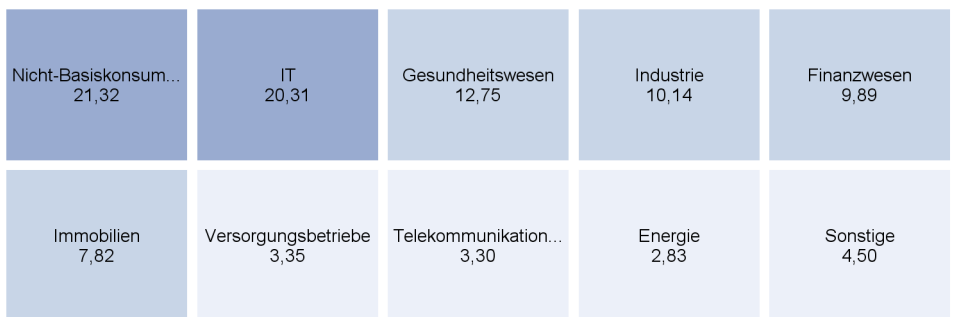 Nicht-Basiskonsum...
21,32
IT
20,31
Gesundheitswesen
12,75
Industrie
10,14
Finanzwesen
9,89
Immobilien
7,82
Versorgungsbetriebe
3,35
Telekommunikation...
3,30
Energie
2,83
Sonstige
4,50